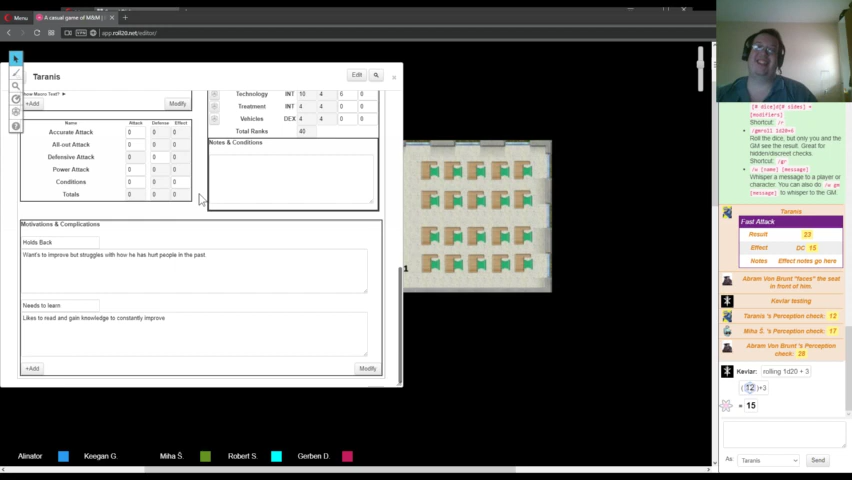 Menu
A casual game of M&M |
app.roll20.net/editor/
Taranis
Edit
How Macro Text?
+Add
Modify
Name Attack Defense Effect
Accurate Attack 0 0 0
All-out Attack 0 0 0
Defensive Attack 0 0 0
Power Attack 0 0 0
Conditions 0 0 0
Totals 0 0 0
Technology INT 10 4 6 0
Treatment INT 4 4 0 0
Vehicles DEX 4 4 0 0
Total Ranks 40
Notes & Conditions
Motivations & Complications
Holds Back
Want's to improve but struggles with how he has hurt people in the past
Needs to learn
Likes to read and gain knowledge to constantly improve
+Add
Modify
1
Alinator
Keegan G.
Miha Š.
Robert S.
Gerben D.
[# dice]d[# sides] +
[modifiers]
Shortcut: /r
/gmroll 1d20+6
Roll the dice, but only you and
the GM see the result. Great for
hidden/discreet checks.
Shortcut: /gr
/w [name] [message]
Whisper a message to a player or
character. You can also do /w gm
[message] to whisper to the GM.
Taranis
Fast Attack
Result 23
Effect DC 15
Notes Effect notes go here
Abram Von Brunt "faces" the seat
in front of him.
Kevlar testing
Taranis's Perception check: 12
Miha Š. 's Perception check: 17
Abram Von Brunt's Perception
check: 28
Kevlar: rolling 1d20 + 3
(12)+3
= 15
As: Taranis
Send